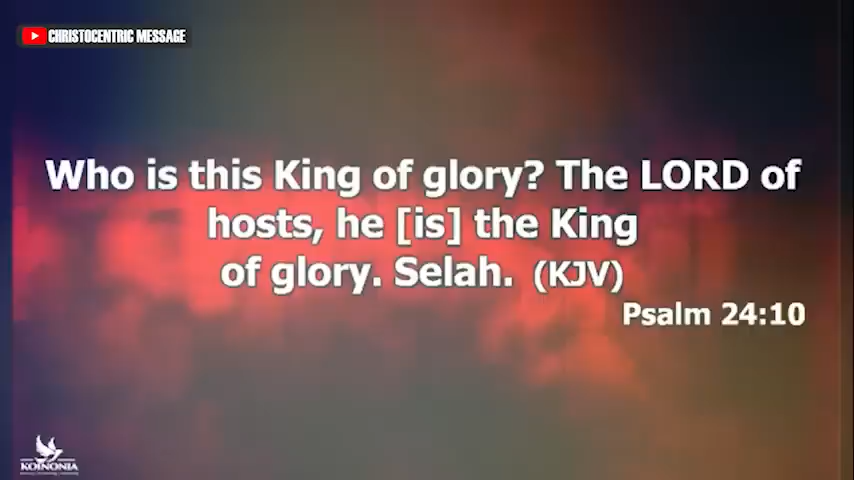 CHRISTOCENTRIC MESSAGE
Who is this King of glory? The LORD of
hosts, he [is] the King
of glory. Selah. (KJV)
Psalm 24:10
KOINONIA